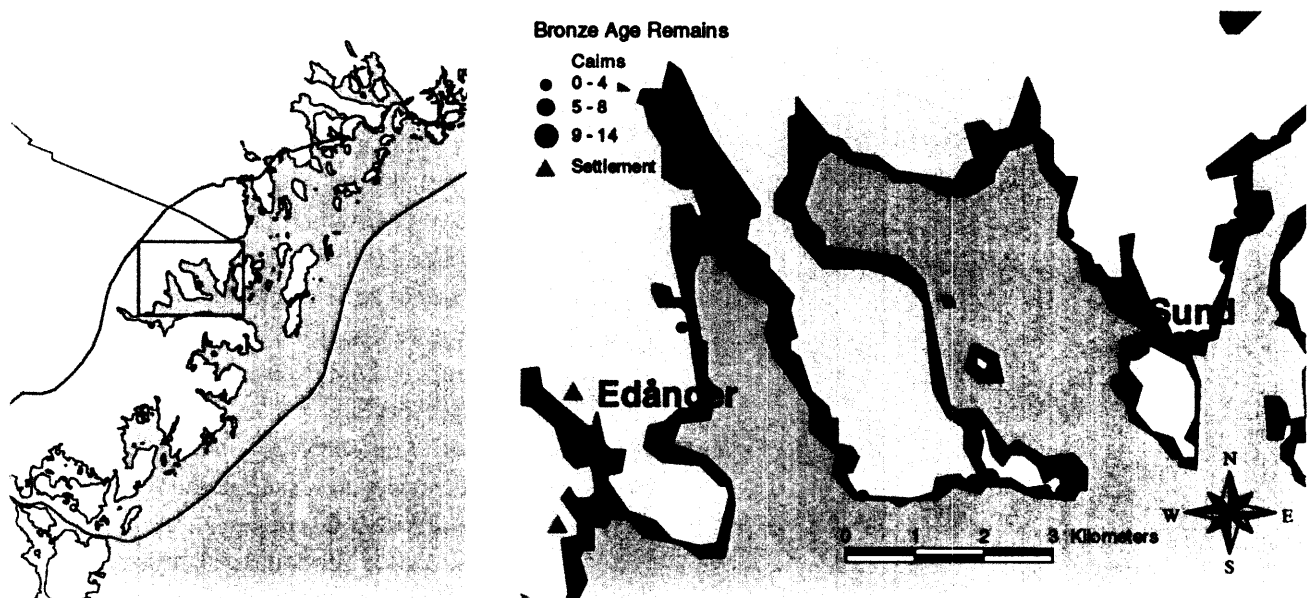 Bronze Age Remains
Cairns
0 - 4
5 - 8
9 - 14
Settlement
Sund
Edånger
N
W E
S
0 1 2 3 Kilometers